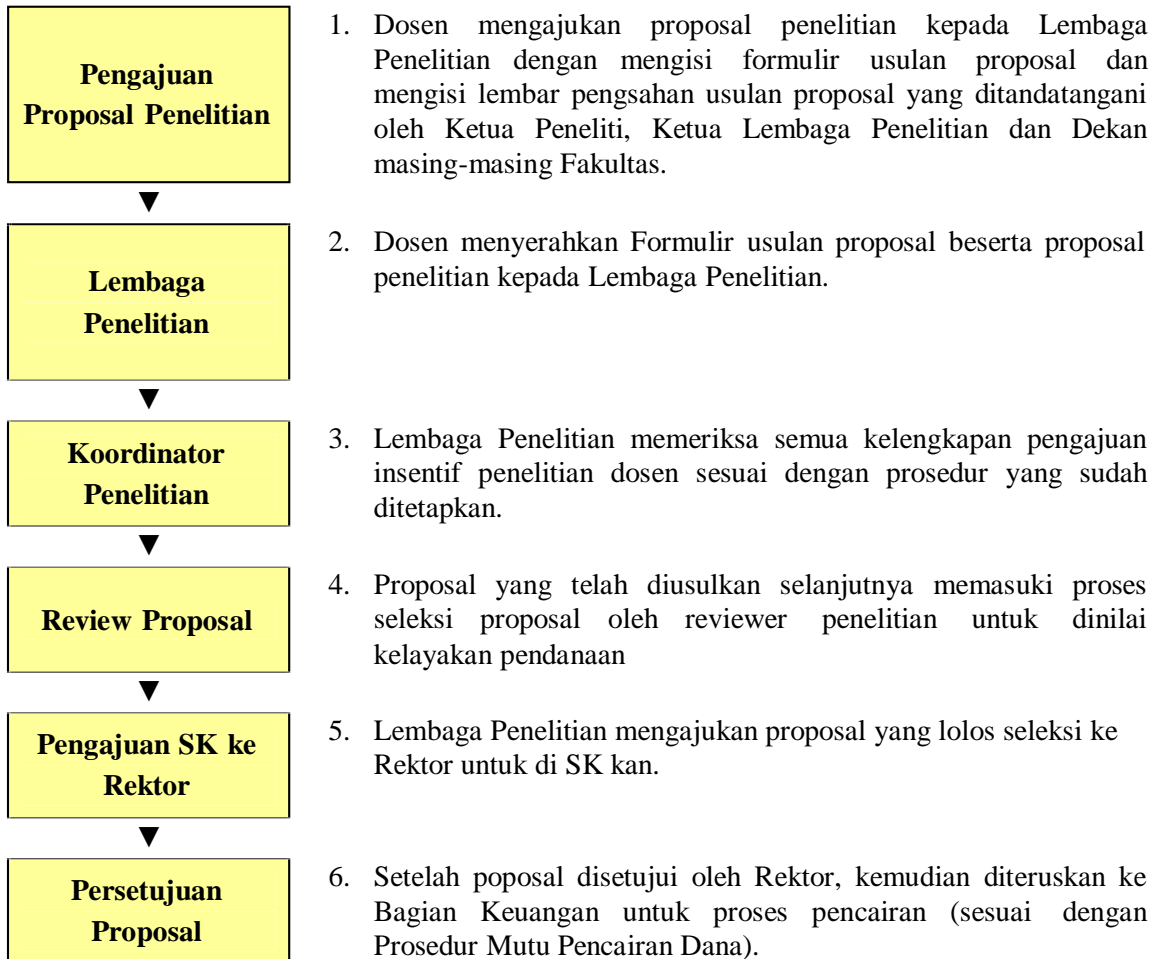 Pengajuan
Proposal Penelitian
1. Dosen mengajukan proposal penelitian kepada Lembaga
Penelitian dengan mengisi formulir usulan proposal dan
mengisi lembar pengsahan usulan proposal yang ditandatangani
oleh Ketua Peneliti, Ketua Lembaga Penelitian dan Dekan
masing-masing Fakultas.
▼
Lembaga
Penelitian
2. Dosen menyerahkan Formulir usulan proposal beserta proposal
penelitian kepada Lembaga Penelitian.
▼
Koordinator
Penelitian
3. Lembaga Penelitian memeriksa semua kelengkapan pengajuan
insentif penelitian dosen sesuai dengan prosedur yang sudah
ditetapkan.
▼
Review Proposal
4. Proposal yang telah diusulkan selanjutnya memasuki proses
seleksi proposal oleh reviewer penelitian untuk dinilai
kelayakan pendanaan
▼
Pengajuan SK ke
Rektor
5. Lembaga Penelitian mengajukan proposal yang lolos seleksi ke
Rektor untuk di SK kan.
▼
Persetujuan
Proposal
6. Setelah poposal disetujui oleh Rektor, kemudian diteruskan ke
Bagian Keuangan untuk proses pencairan (sesuai dengan
Prosedur Mutu Pencairan Dana).